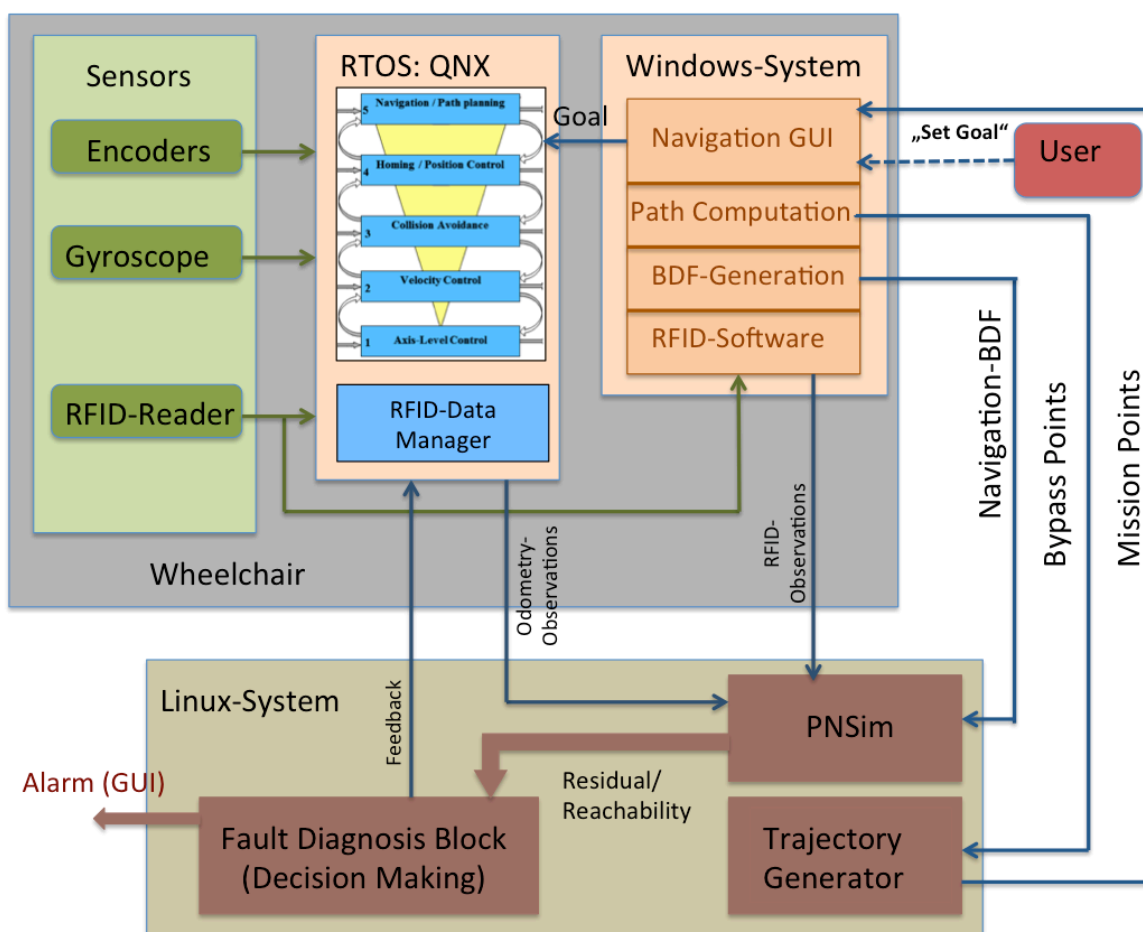 Sensors
Encoders
Gyroscope
RFID-Reader
RTOS: QNX
5 Navigation / Path planning
4 Homing / Position Control
3 Collision Avoidance
2 Velocity Control
1 Axis-Level Control
RFID-Data
Manager
Goal
Windows-System
Navigation GUI
Path Computation
BDF-Generation
RFID-Software
„Set Goal“
User
Wheelchair
Odometry-
Observations
RFID-
Observations
Navigation-BDF
Bypass Points
Mission Points
Linux-System
Feedback
PNSim
Residual/
Reachability
Alarm (GUI)
Fault Diagnosis Block
(Decision Making)
Trajectory
Generator